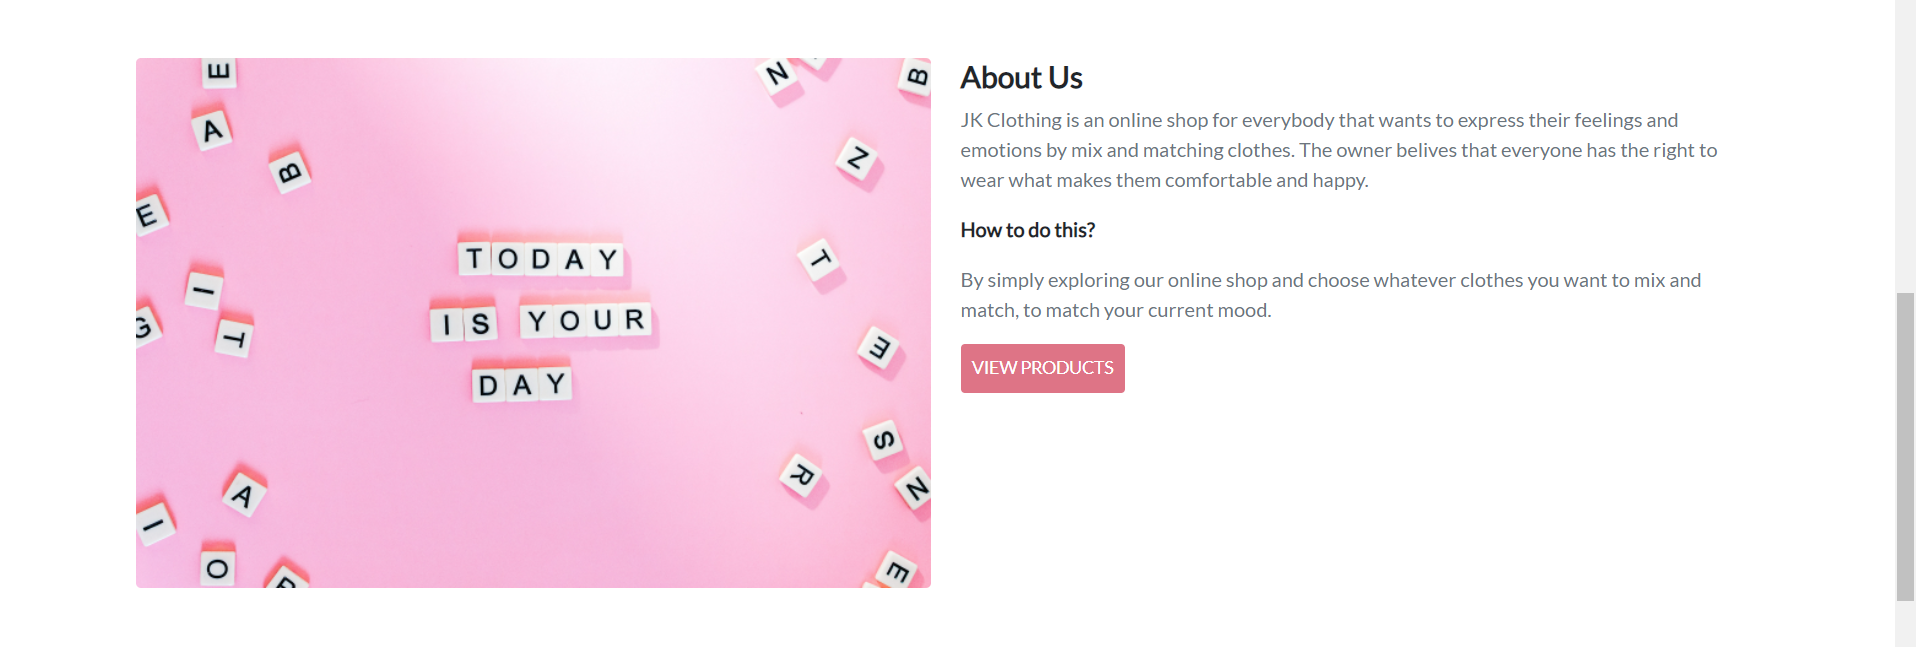 TODAY
IS YOUR
DAY
E
A
B
E
I
T
G
A
I
O
N
B
N
T
E
S
R
N
E
About Us
JK Clothing is an online shop for everybody that wants to express their feelings and
emotions by mix and matching clothes. The owner belives that everyone has the right to
wear what makes them comfortable and happy.
How to do this?
By simply exploring our online shop and choose whatever clothes you want to mix and
match, to match your current mood.
VIEW PRODUCTS